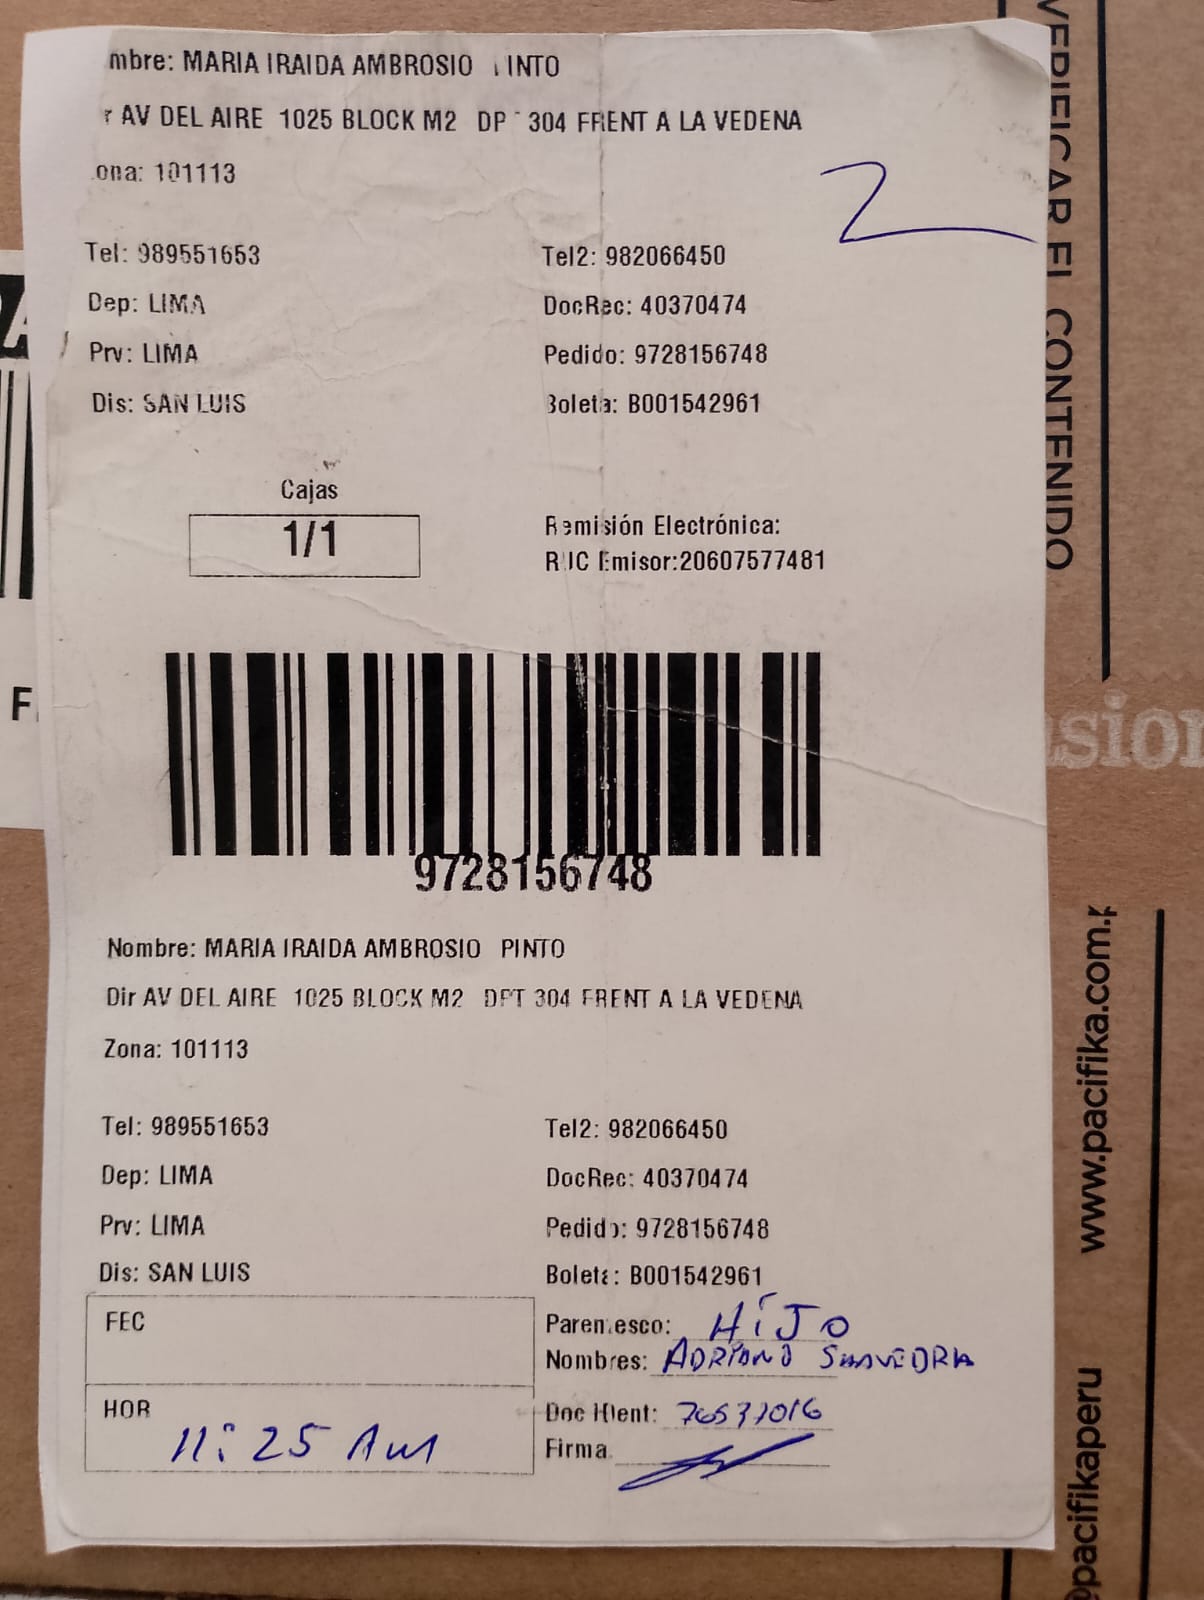 mbre: MARIA IRAIDA AMBROSIO INTO
r AV DEL AIRE 1025 BLOCK M2 DP 304 FRENT A LA VEDENA
ona: 101113
2
Tel: 989551653 Tel2: 982066450
Dep: LIMA DocRec: 40370474
Prv: LIMA Pedido: 9728156748
Dis: SAN LUIS Boleta: B001542961
Cajas
1/1
Remisión Electrónica:
RUC Emisor:20607577481
9728156748
Nombre: MARIA IRAIDA AMBROSIO PINTO
Dir AV DEL AIRE 1025 BLOCK M2 DPT 304 FRENT A LA VEDENA
Zona: 101113
Tel: 989551653 Tel2: 982066450
Dep: LIMA DocRec: 40370474
Prv: LIMA Pedido: 9728156748
Dis: SAN LUIS Boleta: B001542961
FEC
Parentesco: HiJO
Nombres: ADRIANO SAAVEDRA
HOR
11:25 Am
Doc Ident:
Firma
VERIFICAR EL CONTENIDO
sion
www.pacifika.com.p
@pacifikaperu
F